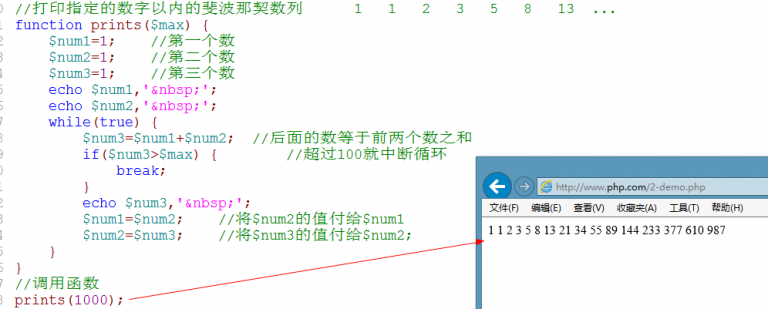 //打印指定的数字以内的斐波那契数列 1 1 2 3 5 8 13 ...
function prints($max) {
$num1=1; //第一个数
$num2=1; //第二个数
$num3=1; //第三个数
echo $num1,'&nbsp;';
echo $num2,'&nbsp;';
while(true) {
$num3=$num1+$num2; //后面的数等于前两个数之和
if($num3>$max) { //超过100就中断循环
break;
}
echo $num3,'&nbsp;';
$num1=$num2; //将$num2的值付给$num1
$num2=$num3; //将$num3的值付给$num2;
}
}
//调用函数
prints(1000);
http://www.php.com/2-demo.php
文件(F) 编辑(E) 查看(V) 收藏夹(A) 工具(T) 帮助(H)
1 1 2 3 5 8 13 21 34 55 89 144 233 377 610 987